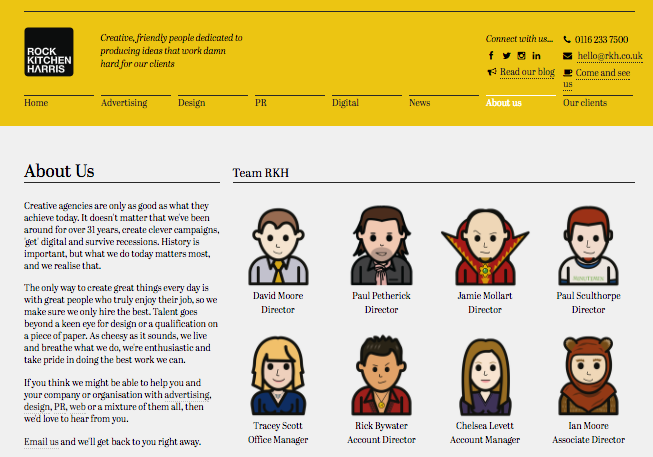 ROCK
KITCHEN
HARRIS
Creative, friendly people dedicated to
producing ideas that work damn
hard for our clients
Connect with us...
Read our blog
0116 233 7500
hello@rkh.co.uk
Come and see
us
Home
Advertising
Design
PR
Digital
News
About us
Our clients
About Us
Creative agencies are only as good as what they
achieve today. It doesn't matter that we've been
around for over 31 years, create clever campaigns,
'get' digital and survive recessions. History is
important, but what we do today matters most,
and we realise that.
The only way to create great things every day is
with great people who truly enjoy their job, so we
make sure we only hire the best. Talent goes
beyond a keen eye for design or a qualification on
a piece of paper. As cheesy as it sounds, we live
and breathe what we do, we're enthusiastic and
take pride in doing the best work we can.
If you think we might be able to help you and
your company or organisation with advertising,
design, PR, web or a mixture of them all, then
we'd love to hear from you.
Email us and we'll get back to you right away.
Team RKH
David Moore
Director
Paul Petherick
Director
Jamie Mollart
Director
Paul Sculthorpe
Director
Tracey Scott
Office Manager
Rick Bywater
Account Director
Chelsea Levett
Account Manager
Ian Moore
Associate Director